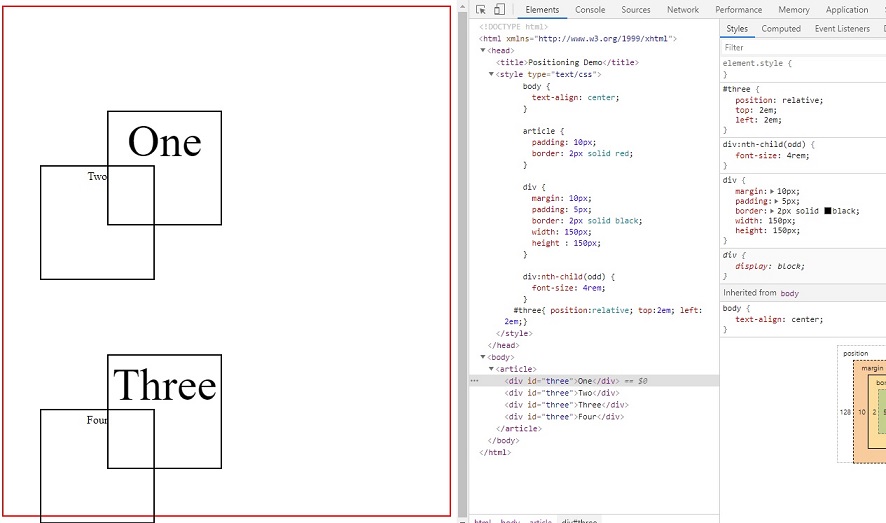 One
Two
Three
Four
Elements Console Sources Network Performance Memory Application
<!DOCTYPE html>
<html xmlns="http://www.w3.org/1999/xhtml">
<head>
<title>Positioning Demo</title>
<style type="text/css">
body {
text-align: center;
}
article {
padding: 10px;
border: 2px solid red;
}
div {
margin: 10px;
padding: 5px;
border: 2px solid black;
width: 150px;
height : 150px;
}
div:nth-child(odd) {
font-size: 4rem;
}
#three{ position:relative; top:2em; left:
2em;}
</style>
</head>
<body>
<article>
<div id="three">One</div> == $0
<div id="three">Two</div>
<div id="three">Three</div>
<div id="three">Four</div>
</article>
</body>
</html>
html body article div#three
Styles Computed Event Listeners
Filter
element.style {
}
#three {
position: relative;
top: 2em;
left: 2em;
}
div:nth-child(odd) {
font-size: 4rem;
}
div {
margin: 10px;
padding: 5px;
border: 2px solid black;
width: 150px;
height: 150px;
}
div {
display: block;
}
Inherited from body
body {
text-align: center;
}
position
margin
bor
128 10 2